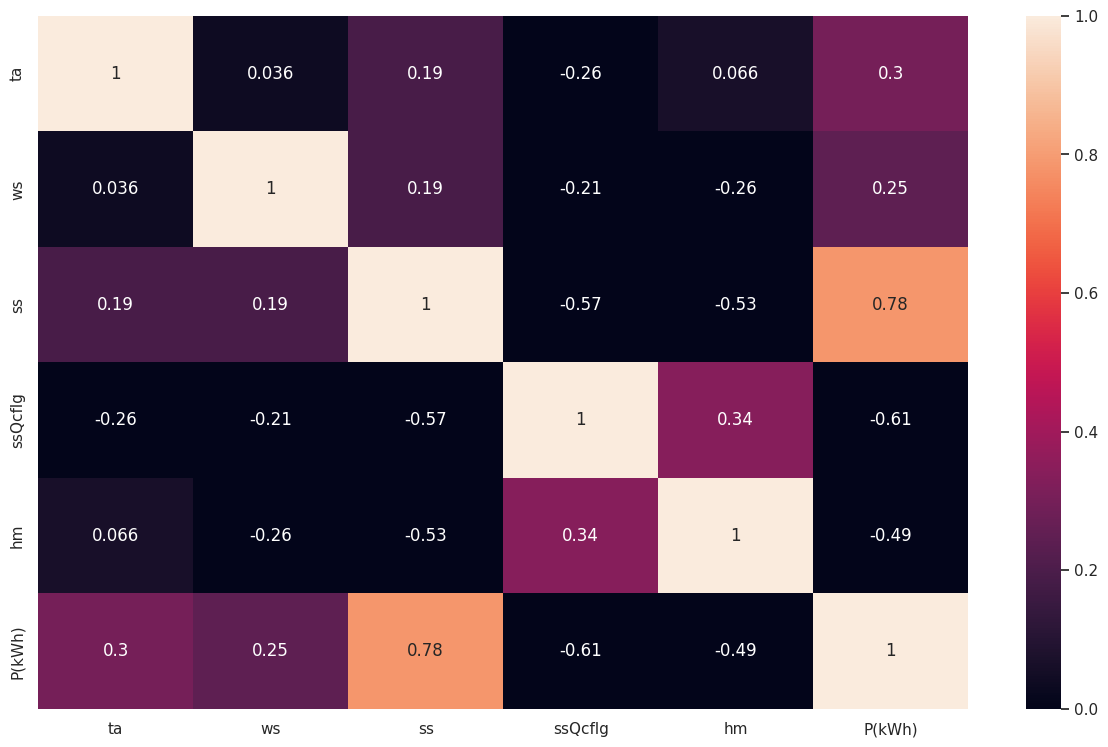 ta 1 0.036 0.19 -0.26 0.066 0.3
ws 0.036 1 0.19 -0.21 -0.26 0.25
ss 0.19 0.19 1 -0.57 -0.53 0.78
ssQcflg -0.26 -0.21 -0.57 1 0.34 -0.61
hm 0.066 -0.26 -0.53 0.34 1 -0.49
P(kWh) 0.3 0.25 0.78 -0.61 -0.49 1
ta ws ss ssQcflg hm P(kWh)
1.0
0.8
0.6
0.4
0.2
0.0